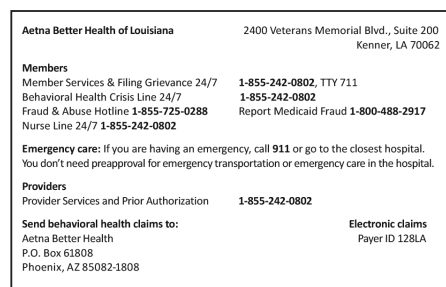 Aetna Better Health of Louisiana 2400 Veterans Memorial Blvd., Suite 200
Kenner, LA 70062
Members
Member Services & Filing Grievance 24/7 1-855-242-0802, TTY 711
Behavioral Health Crisis Line 24/7 1-855-242-0802
Fraud & Abuse Hotline 1-855-725-0288 Report Medicaid Fraud 1-800-488-2917
Nurse Line 24/7 1-855-242-0802
Emergency care: If you are having an emergency, call 911 or go to the closest hospital.
You don't need preapproval for emergency transportation or emergency care in the hospital.
Providers
Provider Services and Prior Authorization 1-855-242-0802
Send behavioral health claims to: Electronic claims
Aetna Better Health Payer ID 128LA
P.O. Box 61808
Phoenix, AZ 85082-1808